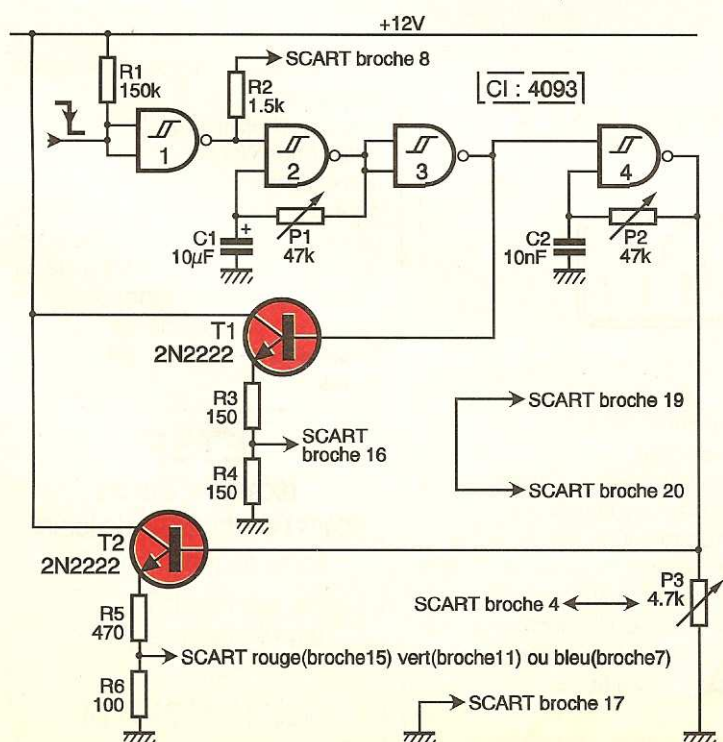 +12V
R1
150k
SCART broche 8
R2
1.5k
CI : 4093
1
2
3
4
C1
+
10µF
P1
47k
C2
10nF
P2
47k
T1
2N2222
R3
150
SCART
broche 16
R4
150
SCART broche 19
SCART broche 20
T2
2N2222
R5
470
SCART broche 4
P3
4.7k
SCART rouge(broche15) vert(broche11) ou bleu(broche7)
R6
100
SCART broche 17